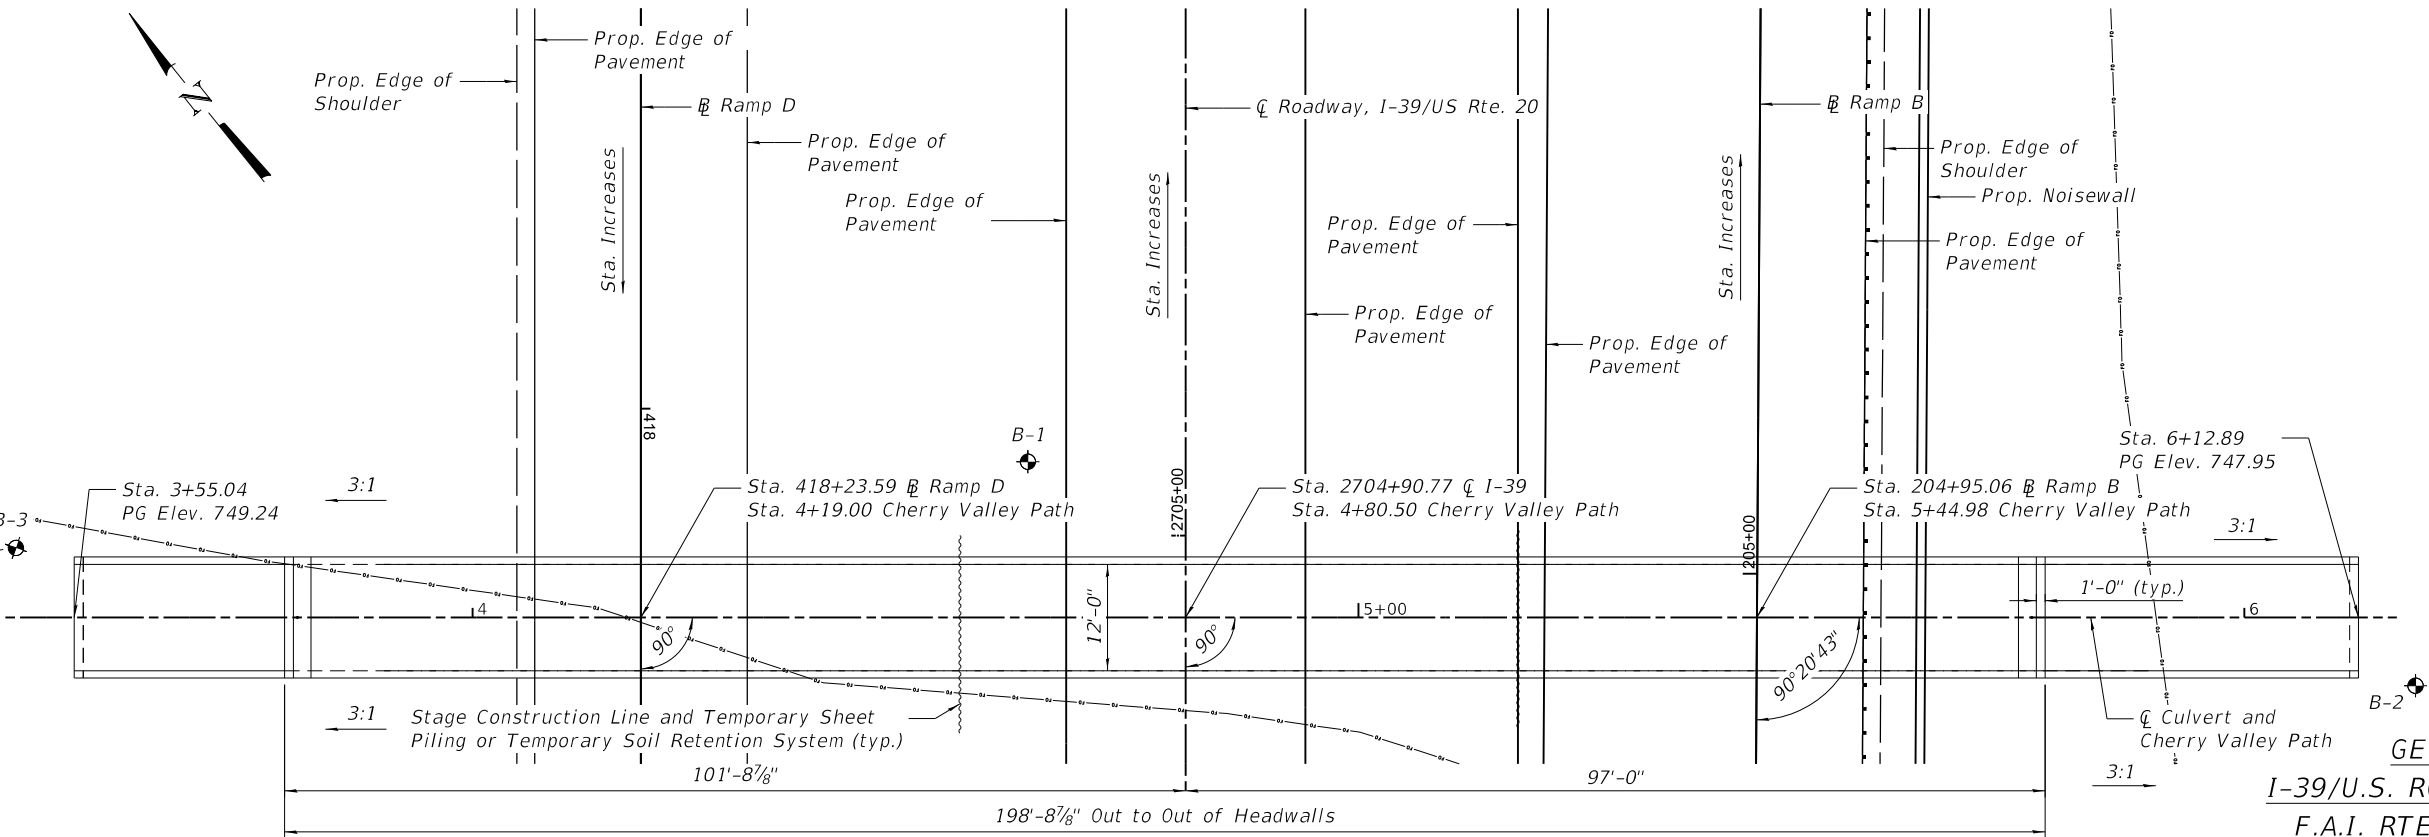 Prop. Edge of
Pavement
Prop. Edge of
Shoulder
N
℄ Roadway, I-39/US Rte. 20
BL Ramp D
BL Ramp B
Prop. Edge of
Pavement
Prop. Edge of
Shoulder
Prop. Noisewall
Prop. Edge of
Pavement
Prop. Edge of
Pavement
Prop. Edge of
Pavement
Prop. Edge of
Pavement
Prop. Edge of
Pavement
Sta. Increases
Sta. Increases
Sta. Increases
418
B-1
2705+00
205+00
Sta. 6+12.89
PG Elev. 747.95
3:1
Sta. 3+55.04
PG Elev. 749.24
Sta. 418+23.59 BL Ramp D
Sta. 4+19.00 Cherry Valley Path
Sta. 2704+90.77 ℄ I-39
Sta. 4+80.50 Cherry Valley Path
Sta. 204+95.06 BL Ramp B
Sta. 5+44.98 Cherry Valley Path
3:1
B-3
1'-0" (typ.)
4
5+00
6
90°
12'-0"
90°
90°20'43"
B-2
3:1
Stage Construction Line and Temporary Sheet
Piling or Temporary Soil Retention System (typ.)
℄ Culvert and
Cherry Valley Path
3:1
101'-8⅞"
97'-0"
198'-8⅞" Out to Out of Headwalls
GE
I-39/U.S. R
F.A.I. RTE